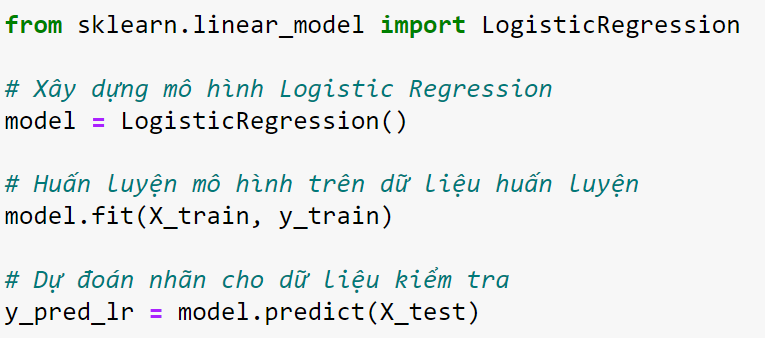 from sklearn.linear_model import LogisticRegression
# Xây dựng mô hình Logistic Regression
model = LogisticRegression()
# Huấn luyện mô hình trên dữ liệu huấn luyện
model.fit(X_train, y_train)
# Dự đoán nhãn cho dữ liệu kiểm tra
y_pred_lr = model.predict(X_test)